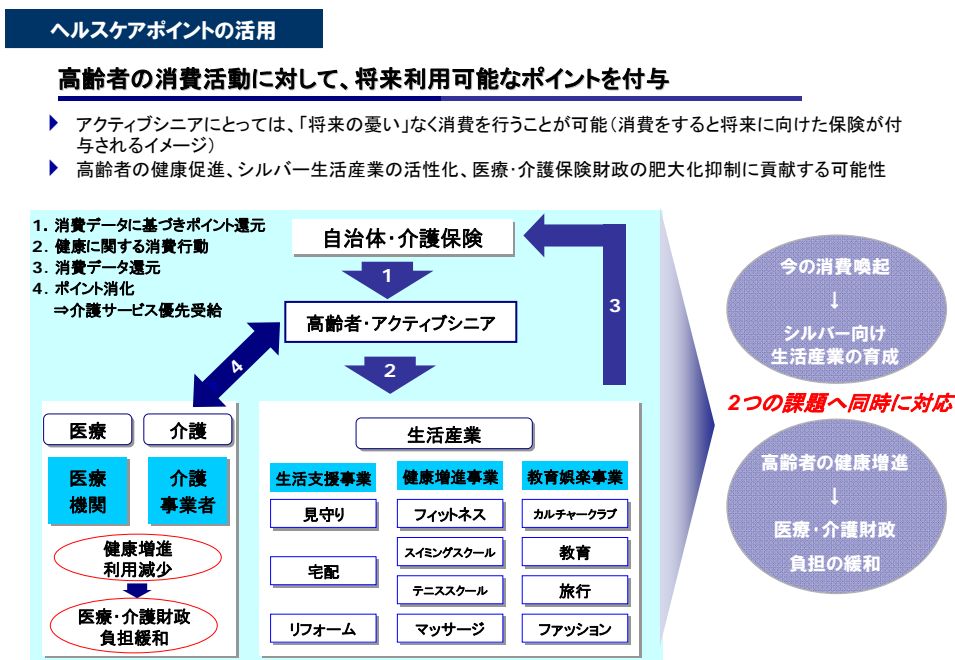 ヘルスケアポイントの活用
高齢者の消費活動に対して、将来利用可能なポイントを付与
アクティブシニアにとっては、「将来の憂い」なく消費を行うことが可能（消費をすると将来に向けた保険が付
与されるイメージ）
高齢者の健康促進、シルバー生活産業の活性化、医療・介護保険財政の肥大化抑制に貢献する可能性
1．消費データに基づきポイント還元
2．健康に関する消費行動
3．消費データ還元
4．ポイント消化
⇒介護サービス優先受給
自治体・介護保険
1
高齢者・アクティブシニア
2
3
4
医療
介護
医療
機関
介護
事業者
健康増進
利用減少
医療・介護財政
負担緩和
生活産業
生活支援事業
健康増進事業
教育娯楽事業
見守り
フィットネス
カルチャークラブ
宅配
スイミングスクール
教育
テニススクール
旅行
リフォーム
マッサージ
ファッション
今の消費喚起
↓
シルバー向け
生活産業の育成
2つの課題へ同時に対応
高齢者の健康増進
↓
医療・介護財政
負担の緩和